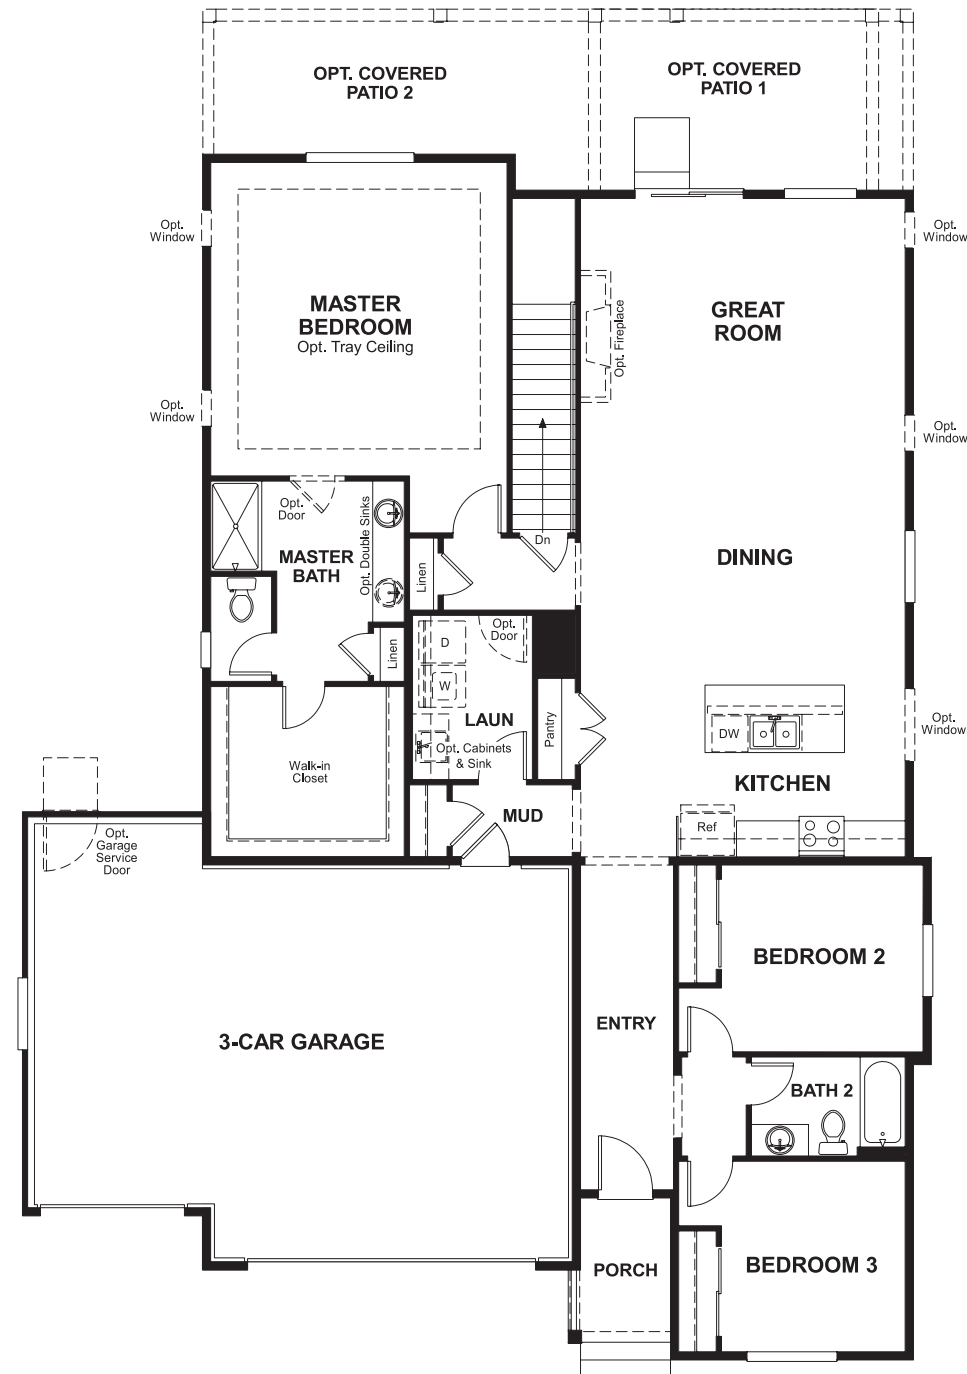 OPT. COVERED
PATIO 2
OPT. COVERED
PATIO 1
Opt.
Window
Opt.
Window
MASTER
BEDROOM
Opt. Tray Ceiling
Opt. Fireplace
GREAT
ROOM
Opt.
Window
Opt.
Window
Opt.
Door
Opt. Double Sinks
MASTER
BATH
Dn
Linen
DINING
Linen
D
W
Opt.
Door
LAUN
Opt. Cabinets
& Sink
Pantry
DW
Opt.
Window
KITCHEN
Walk-in
Closet
MUD
Ref
Opt.
Garage
Service
Door
BEDROOM 2
ENTRY
3-CAR GARAGE
BATH 2
PORCH
BEDROOM 3